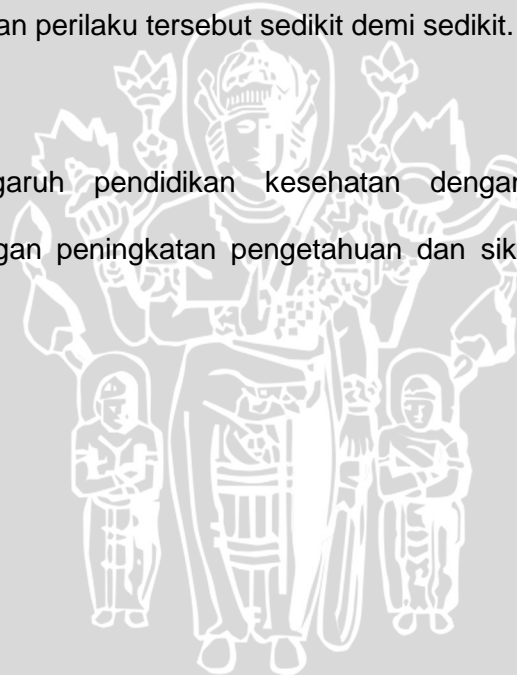 an perilaku tersebut sedikit demi sedikit.
garuh pendidikan kesehatan dengan
gan peningkatan pengetahuan dan sik